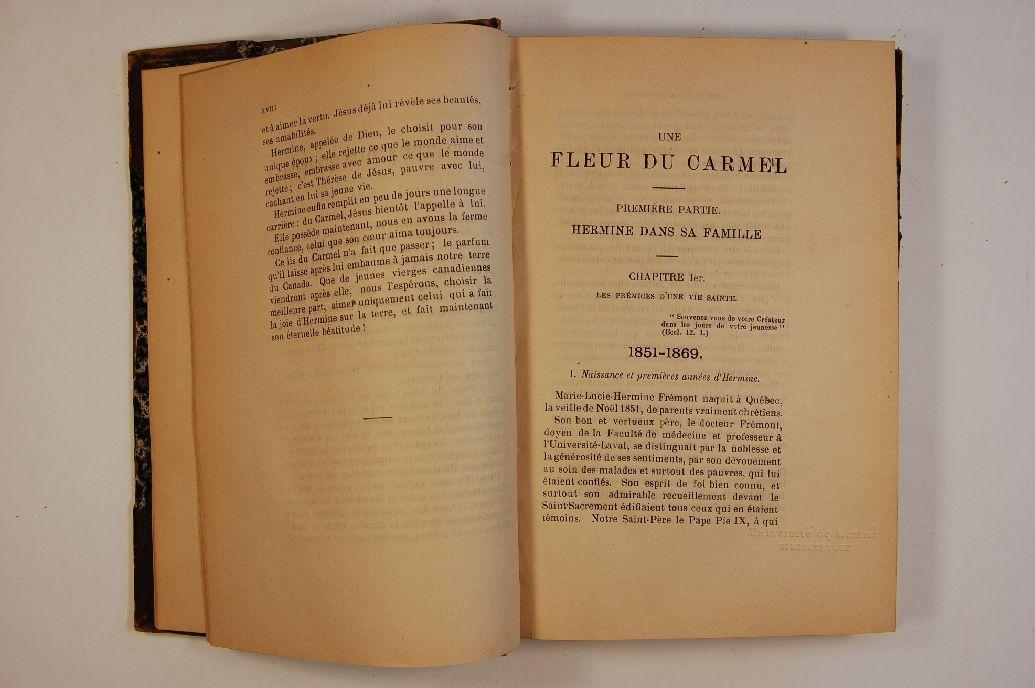 XVIII
et à aimer la vertu. Jésus déjà lui révèle ses beautés,
ses amabilités.
Hermine, appelée de Dieu, le choisit pour son
unique époux ; elle rejette ce que le monde aime et
embrasse, embrasse avec amour ce que le monde
rejette ; c'est Thérèse de Jésus, pauvre avec lui,
cachant en lui sa jeune vie.
Hermine enfin remplit en peu de jours une longue
carrière ; du Carmel, Jésus bientôt l'appelle à lui.
Elle possède maintenant, nous en avons la ferme
confiance, celui que son cœur aima toujours.
Ce lis du Carmel n'a fait que passer ; le parfum
qu'il laisse après lui embaume à jamais notre terre
du Canada. Que de jeunes vierges canadiennes
viendront après elle, nous l'espérons, choisir la
meilleure part, aimer uniquement celui qui a fait
la joie d'Hermine sur la terre, et fait maintenant
son éternelle béatitude !
UNE
FLEUR DU CARMEL
PREMIÈRE PARTIE.
HERMINE DANS SA FAMILLE
CHAPITRE Ier.
LES PRÉMICES D'UNE VIE SAINTE.
" Souvenez vous de votre Créateur
dans les jours de votre jeunesse "
(Eccl. 12. 1.)
1851-1869.
1. Naissance et premières années d'Hermine.
Marie-Lucie-Hermine Frémont naquit à Québec,
la veille de Noël 1851, de parents vraiment chrétiens.
Son bon et vertueux père, le docteur Frémont,
doyen de la Faculté de médecine et professeur à
l'Université-Laval, se distinguait par la noblesse et
la générosité de ses sentiments, par son dévouement
au soin des malades et surtout des pauvres, qui lui
étaient confiés. Son esprit de foi bien connu, et
surtout son admirable recueillement devant le
Saint-Sacrement édifiaient tous ceux qui en étaient
témoins. Notre Saint-Père le Pape Pie IX, à qui
Université de
BIBLIOTHÈQUE